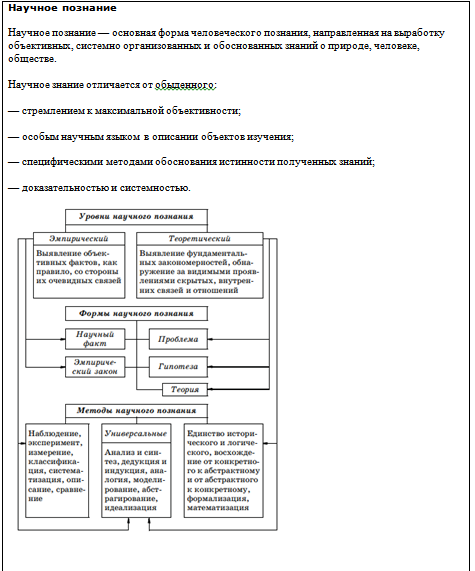 Научное познание
Научное познание — основная форма человеческого познания, направленная на выработку
объективных, системно организованных и обоснованных знаний о природе, человеке,
обществе.
Научное знание отличается от обыденного:
— стремлением к максимальной объективности;
— особым научным языком в описании объектов изучения;
— специфическими методами обоснования истинности полученных знаний;
— доказательностью и системностью.
Уровни научного познания
Эмпирический
Выявление объек-
тивных фактов, как
правило, со стороны
их очевидных связей
Теоретический
Выявление фундаменталь-
ных закономерностей, обна-
ружение за видимыми прояв-
лениями скрытых, внутрен-
них связей и отношений
Формы научного познания
Научный
факт
Проблема
Эмпириче-
ский закон
Гипотеза
Теория
Методы научного познания
Наблюдение,
эксперимент,
измерение,
классифика-
ция, система-
тизация, опи-
сание, сравне-
ние
Универсальные
Анализ и син-
тез, дедукция и
индукция, ана-
логия, модели-
рование, абст-
рагирование,
идеализация
Единство истори-
ческого и логиче-
ского, восхожде-
ние от конкретно-
го к абстрактному
и от абстрактного
к конкретному,
формализация,
математизация